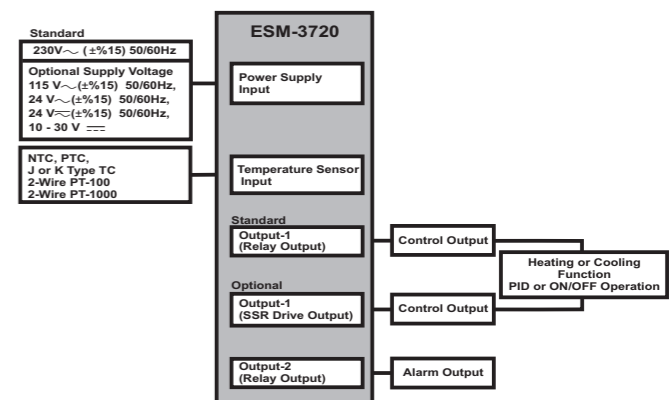 Standard
230V～ (±%15) 50/60Hz
Optional Supply Voltage
115 V～(±%15) 50/60Hz,
24 V～(±%15) 50/60Hz,
24 V⏦(±%15) 50/60Hz,
10 - 30 V ⎓
NTC, PTC,
J or K Type TC
2-Wire PT-100
2-Wire PT-1000
ESM-3720
Power Supply
Input
Temperature Sensor
Input
Standard
Output-1
(Relay Output)
Control Output
Heating or Cooling
Function
PID or ON/OFF Operation
Optional
Output-1
(SSR Drive Output)
Control Output
Output-2
(Relay Output)
Alarm Output